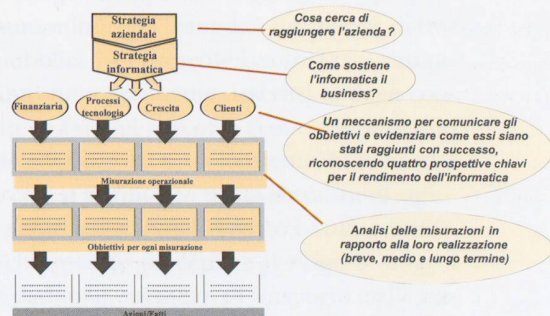 Strategia
aziendale
Strategia
informatica
Cosa cerca di
raggiungere l'azienda?
Come sostiene
l'informatica il
business?
Finanziaria
Processi
tecnologia
Crescita
Clienti
Un meccanismo per comunicare gli
obbiettivi e evidenziare come essi siano
stati raggiunti con successo,
riconoscendo quattro prospettive chiavi
per il rendimento dell'informatica
Misurazione operazionale
Analisi delle misurazioni in
rapporto alla loro realizzazione
(breve, medio e lungo termine)
Obbiettivi per ogni misurazione
Azioni/Fatti